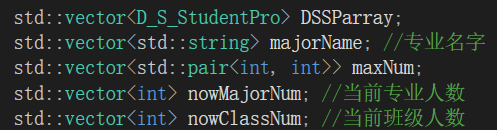 std::vector<D_S_StudentPro> DSSParray;
std::vector<std::string> majorName; //专业名字
std::vector<std::pair<int, int>> maxNum;
std::vector<int> nowMajorNum; //当前专业人数
std::vector<int> nowClassNum; //当前班级人数